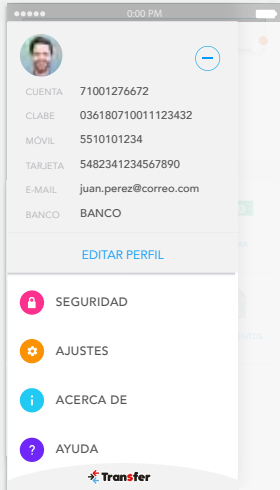 0:00 PM
CUENTA 71001276672
CLABE 036180710011123432
MÓVIL 5510101234
TARJETA 5482341234567890
E-MAIL juan.perez@correo.com
BANCO BANCO
EDITAR PERFIL
SEGURIDAD
AJUSTES
ACERCA DE
AYUDA
Transfer